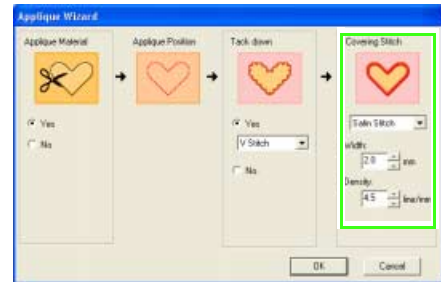 Applique Wizard
Applique Material
Applique Position
Tack down
Covering Stitch
Yes
No
Yes
V Stitch
No
Satin Stitch
Width:
2.0 mm
Density:
4.5 line/mm
OK
Cancel